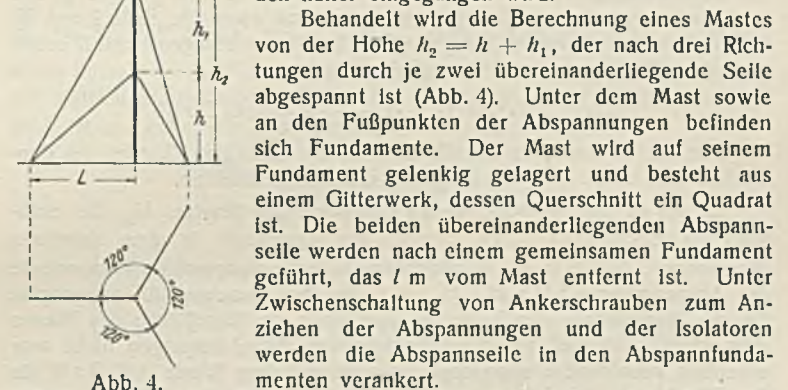 Behandelt wird die Berechnung eines Mastes
von der Höhe h₂ = h + h₁, der nach drei Rich-
tungen durch je zwei übereinanderliegende Seile
abgespannt ist (Abb. 4). Unter dem Mast sowie
an den Fußpunkten der Abspannungen befinden
sich Fundamente. Der Mast wird auf seinem
Fundament gelenkig gelagert und besteht aus
einem Gitterwerk, dessen Querschnitt ein Quadrat
ist. Die beiden übereinanderliegenden Abspann-
seile werden nach einem gemeinsamen Fundament
geführt, das l m vom Mast entfernt ist. Unter
Zwischenschaltung von Ankerschrauben zum An-
ziehen der Abspannungen und der Isolatoren
werden die Abspannseile in den Abspannfunda-
menten verankert.
h₁
h₂
h
L
120°
120°
120°
Abb. 4.